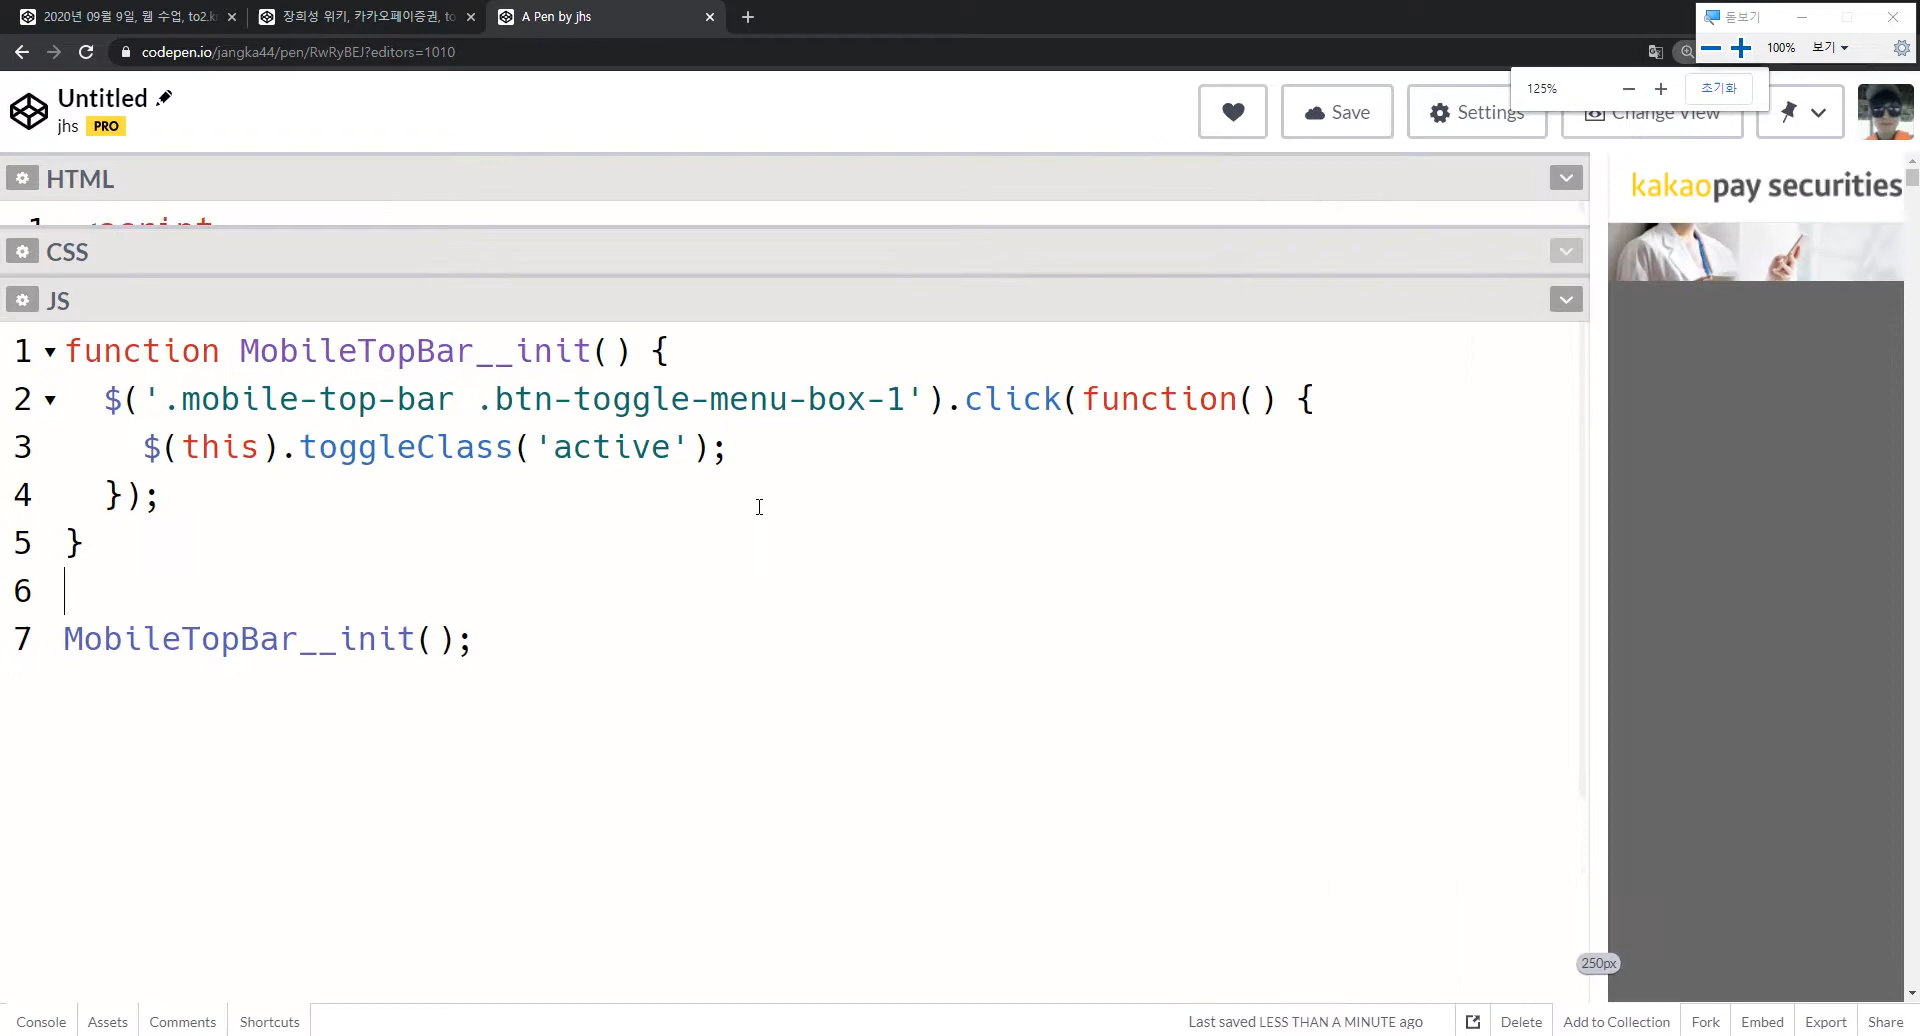 2020년 09월 9일, 웹 수업, to2.k
장희성 위키, 카카오페이증권, to
A Pen by jhs
돋보기
codepen.io/jangka44/pen/RwRyBEJ?editors=1010
100%
보기
125%
초기화
Untitled
jhs PRO
Save
Settings
Change View
HTML
1 <script
CSS
JS
kakaopay securities
1 function MobileTopBar__init() {
2 $('.mobile-top-bar .btn-toggle-menu-box-1').click(function() {
3 $(this).toggleClass('active');
4 });
5 }
6
7 MobileTopBar__init();
250px
Console Assets Comments Shortcuts
Last saved LESS THAN A MINUTE ago
Delete Add to Collection Fork Embed Export Share